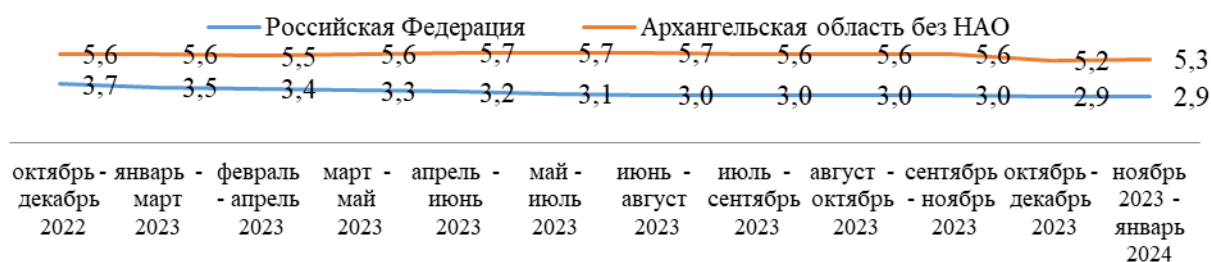 Российская Федерация Архангельская область без НАО
5,6 5,6 5,5 5,6 5,7 5,7 5,7 5,6 5,6 5,6 5,2 5,3
3,7 3,5 3,4 3,3 3,2 3,1 3,0 3,0 3,0 3,0 2,9 2,9
октябрь - январь - февраль март - апрель - май - июнь - июль - август - сентябрь октябрь - ноябрь
декабрь март - апрель май июнь июль август сентябрь октябрь - ноябрь декабрь 2023 -
2022 2023 2023 2023 2023 2023 2023 2023 2023 2023 2023 январь
2024